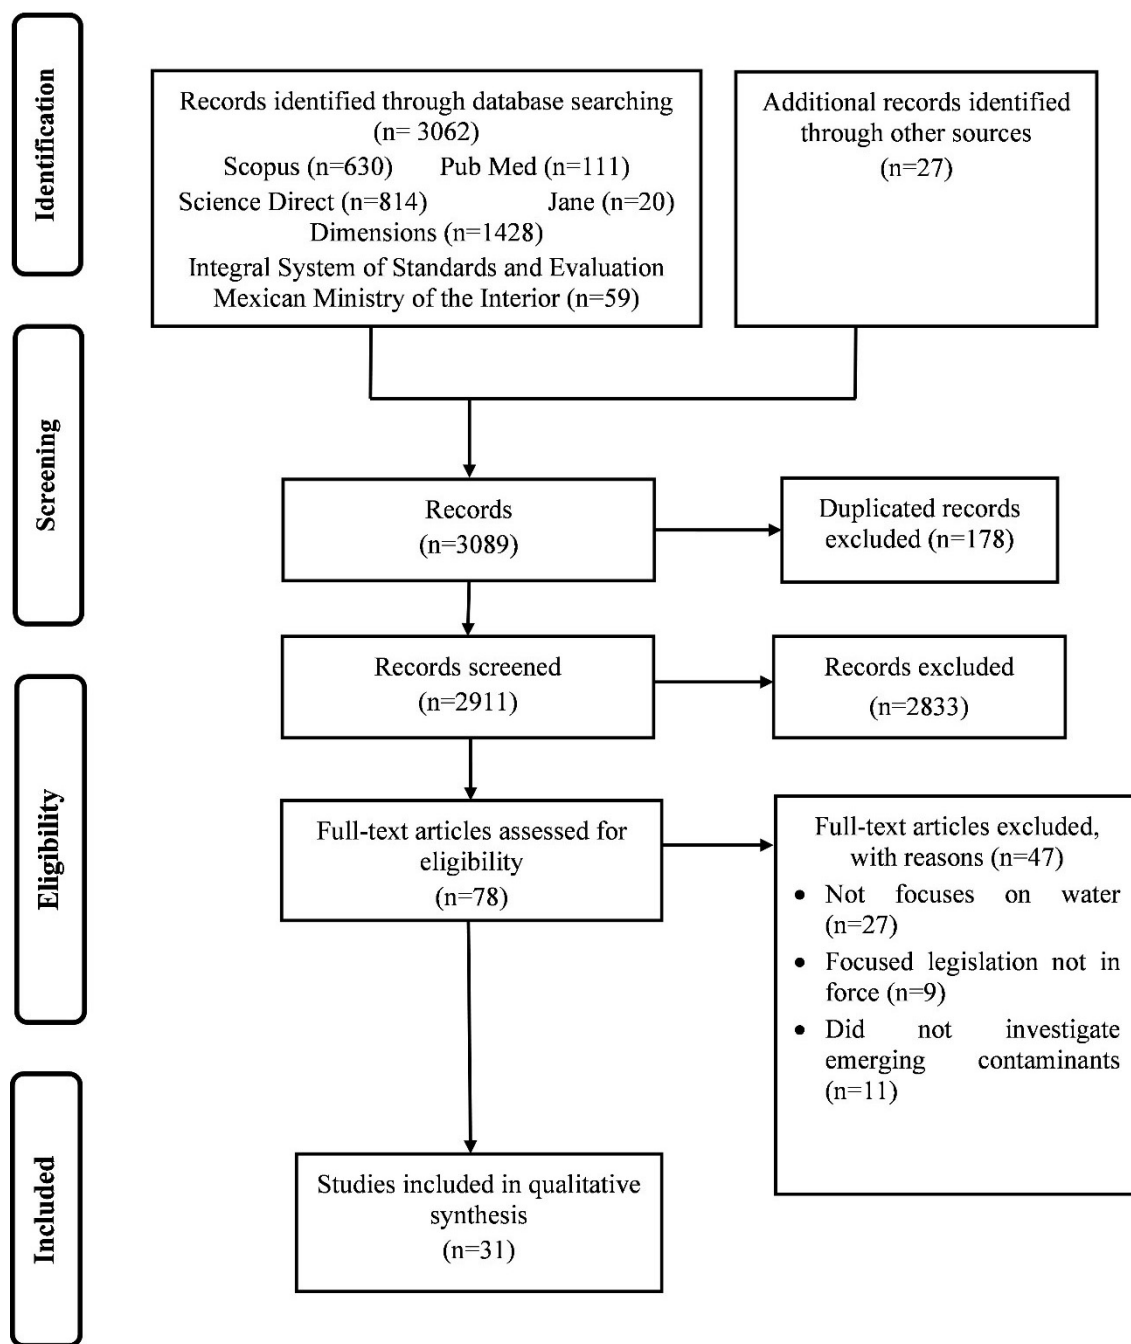 Identification
Records identified through database searching
(n= 3062)
Scopus (n=630) Pub Med (n=111)
Science Direct (n=814) Jane (n=20)
Dimensions (n=1428)
Integral System of Standards and Evaluation
Mexican Ministry of the Interior (n=59)
Additional records identified
through other sources
(n=27)
Screening
Records
(n=3089)
Duplicated records
excluded (n=178)
Records screened
(n=2911)
Records excluded
(n=2833)
Eligibility
Full-text articles assessed for
eligibility
(n=78)
Full-text articles excluded,
with reasons (n=47)
• Not focuses on water
(n=27)
• Focused legislation not in
force (n=9)
• Did not investigate
emerging contaminants
(n=11)
Included
Studies included in qualitative
synthesis
(n=31)